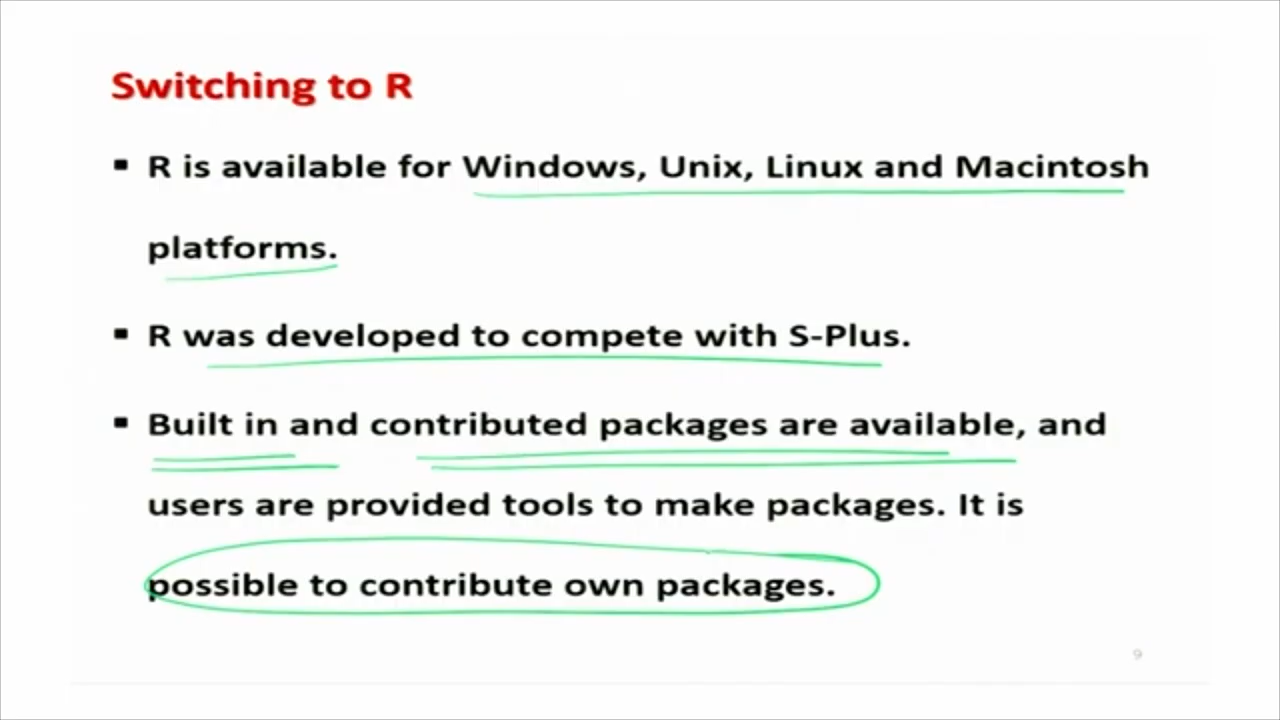 Switching to R
▪ R is available for Windows, Unix, Linux and Macintosh
platforms.
▪ R was developed to compete with S-Plus.
▪ Built in and contributed packages are available, and
users are provided tools to make packages. It is
possible to contribute own packages.
9